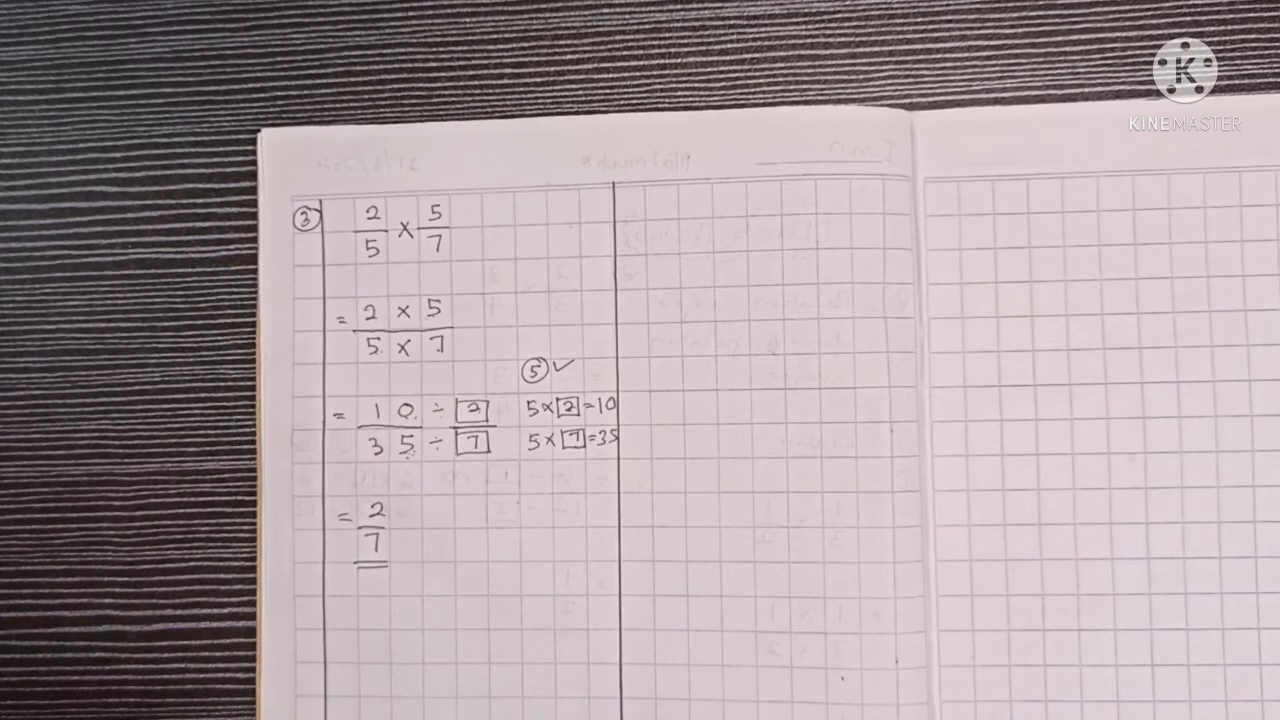 KINEMASTER
③ 2/5 × 5/7
= 2 × 5 / 5 × 7
⑤ ✓
= 10 ÷ 2 / 35 ÷ 7
5 × 2 = 10
5 × 7 = 35
= 2/7